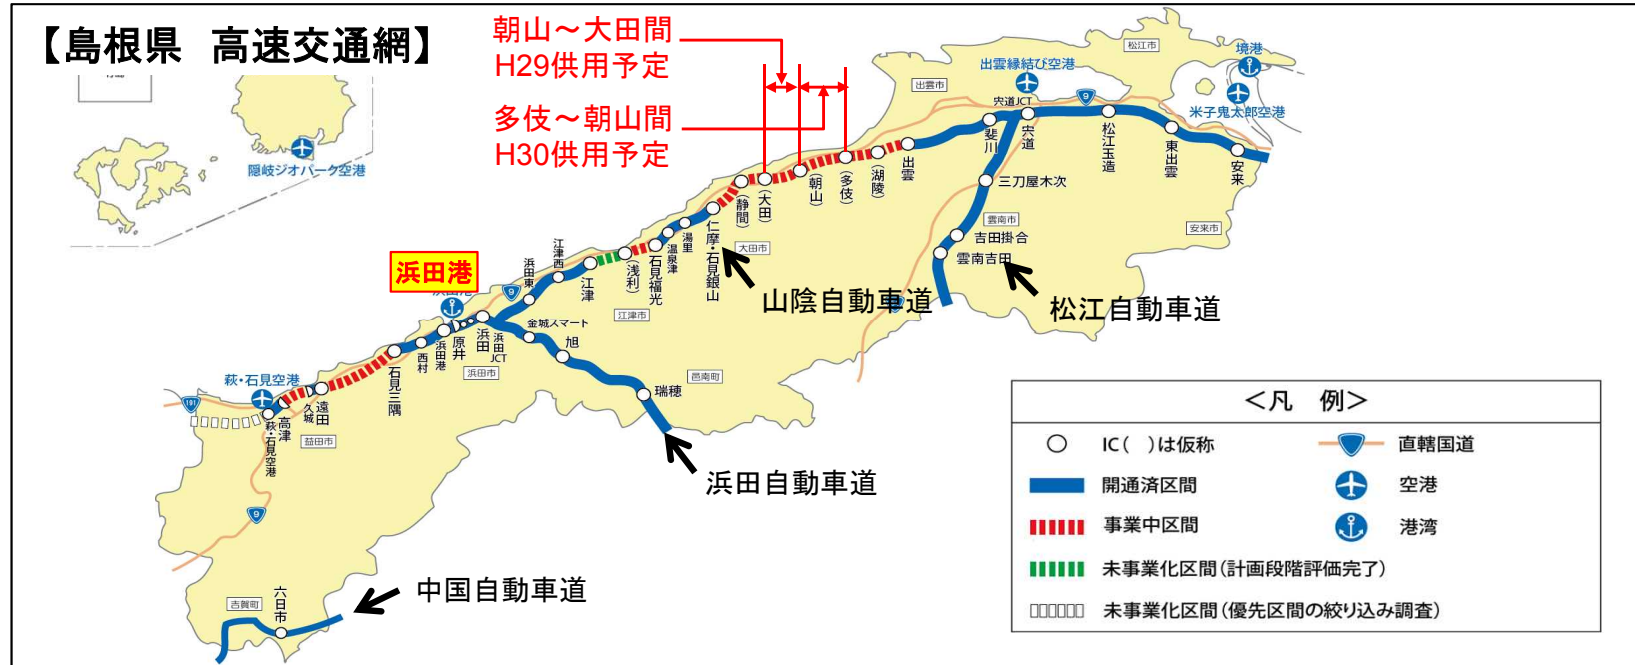 【島根県　高速交通網】
朝山～大田間
H29供用予定
多伎～朝山間
H30供用予定
隠岐ジオパーク空港
出雲縁結び空港
境港
米子鬼太郎空港
松江市
出雲市
宍道JCT
9
斐川
宍道
松江玉造
東出雲
安来
出雲
(湖陵)
(多伎)
(朝山)
(大田)
(静間)
仁摩・石見銀山
湯里
温泉津
石見福光
(浅利)
江津
江津西
浜田東
三刀屋木次
雲南市
吉田掛合
雲南吉田
安来市
大田市
江津市
山陰自動車道
松江自動車道
浜田港
9
金城スマート
旭
瑞穂
邑南町
浜田JCT
浜田
原井
浜田港
西村
浜田市
石見三隅
浜田自動車道
萩・石見空港
191
遠田
久城
高津
萩・石見空港
益田市
9
中国自動車道
吉賀町
六日市
＜凡　例＞
IC(　)は仮称
直轄国道
開通済区間
空港
事業中区間
港湾
未事業化区間(計画段階評価完了)
未事業化区間(優先区間の絞り込み調査)